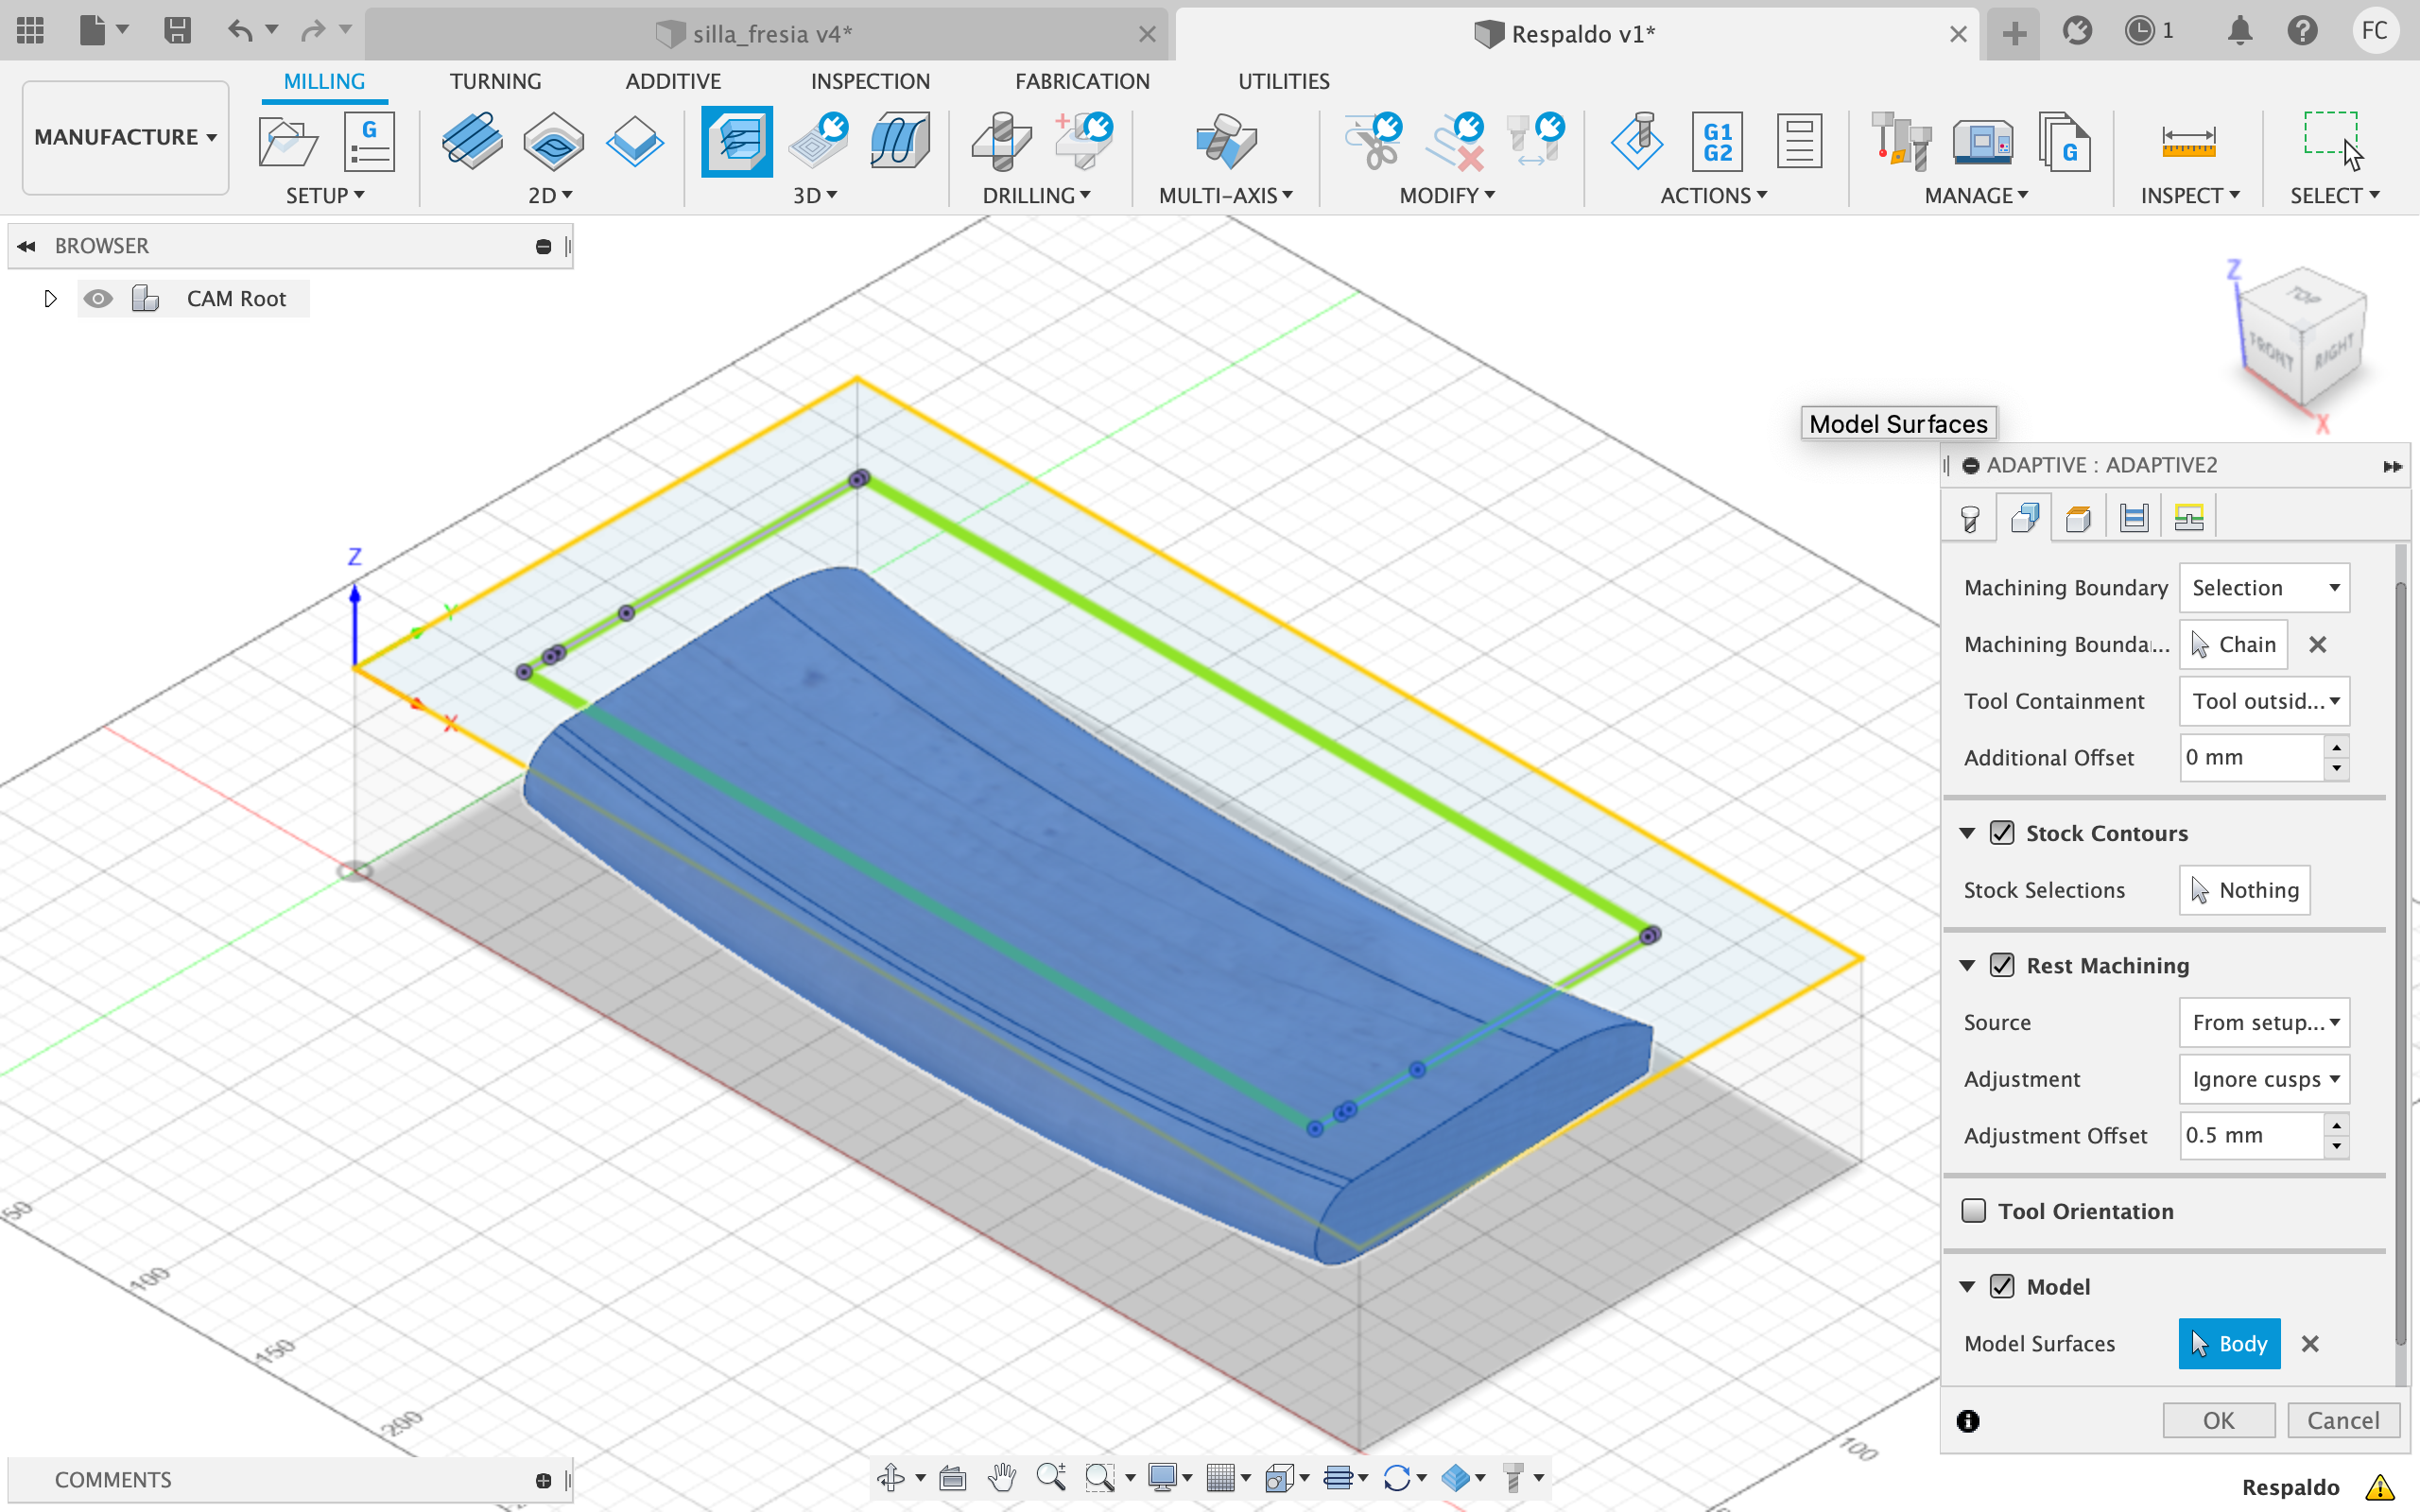 silla_fresia v4*
Respaldo v1*
1
FC
MANUFACTURE
MILLING
TURNING
ADDITIVE
INSPECTION
FABRICATION
UTILITIES
G
G1
G2
G
SETUP
2D
3D
DRILLING
MULTI-AXIS
MODIFY
ACTIONS
MANAGE
INSPECT
SELECT
BROWSER
CAM Root
Z
TOP
FRONT
RIGHT
X
Model Surfaces
ADAPTIVE : ADAPTIVE2
Machining Boundary
Selection
Machining Bounda...
Chain
Tool Containment
Tool outsid...
Additional Offset
0 mm
Stock Contours
Stock Selections
Nothing
Rest Machining
Source
From setup...
Adjustment
Ignore cusps
Adjustment Offset
0.5 mm
Tool Orientation
Model
Model Surfaces
Body
OK
Cancel
Z
Y
X
50
100
150
200
100
COMMENTS
Respaldo